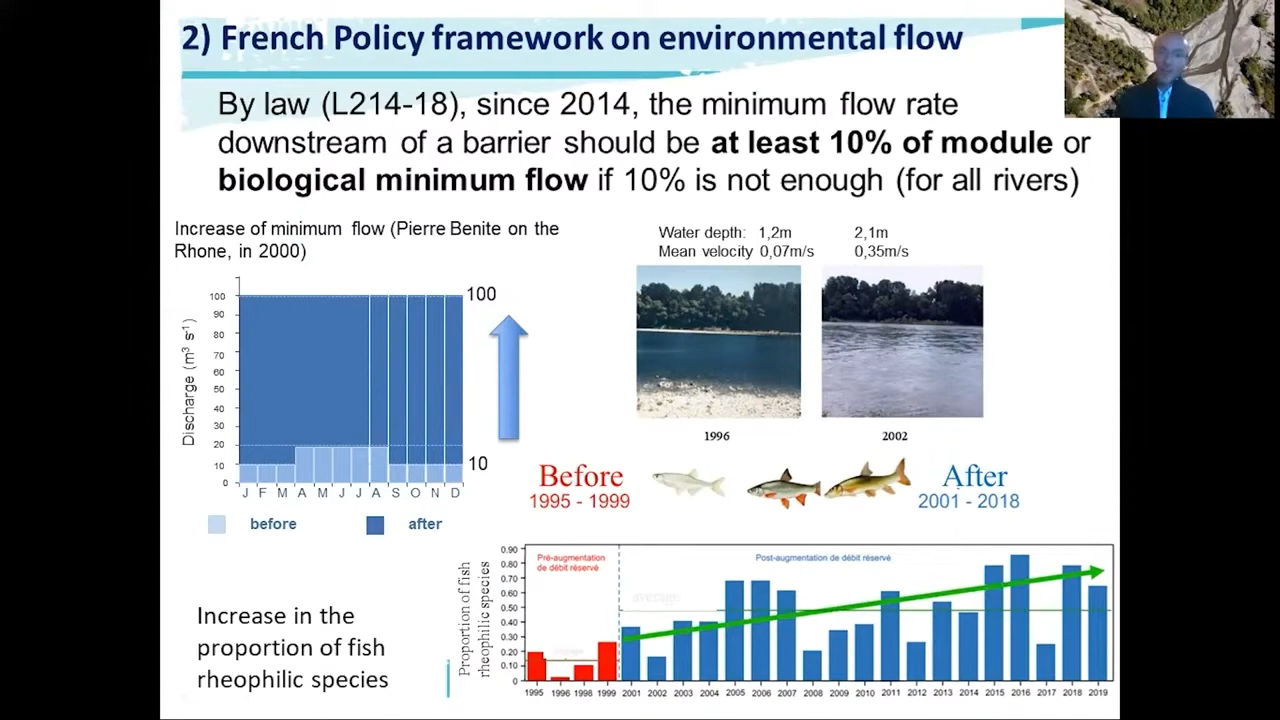 2) French Policy framework on environmental flow
By law (L214-18), since 2014, the minimum flow rate
downstream of a barrier should be at least 10% of module or
biological minimum flow if 10% is not enough (for all rivers)
Increase of minimum flow (Pierre Benite on the
Rhone, in 2000)
Discharge (m³ s⁻¹)
100
90
80
70
60
50
40
30
20
10
0
J F M A M J J A S O N D
100
10
before after
Water depth: 1,2m 2,1m
Mean velocity 0,07m/s 0,35m/s
1996 2002
Before After
1995 - 1999 2001 - 2018
Increase in the
proportion of fish
rheophilic species
Proportion of fish
rheophilic species
0.90
0.80
0.70
0.60
0.50
0.40
0.30
0.20
0.10
0
Pré-augmentation
de débit réservé
Post-augmentation de débit réservé
average
1995 1996 1998 1999 2001 2002 2003 2004 2005 2006 2007 2008 2009 2010 2011 2012 2013 2014 2015 2016 2017 2018 2019